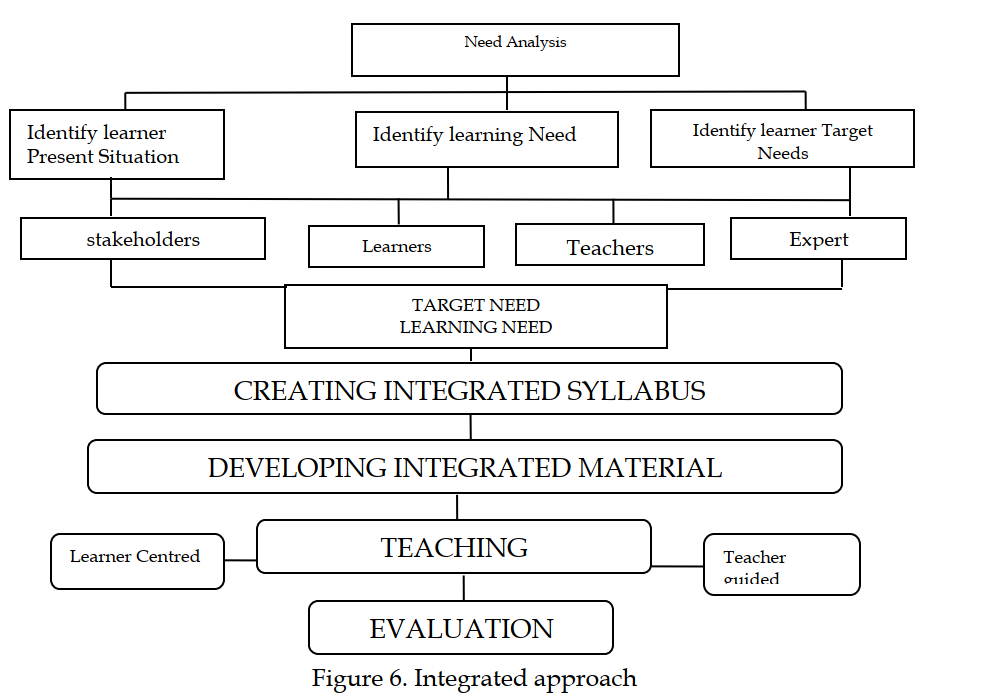 Need Analysis
Identify learner
Present Situation
Identify learning Need
Identify learner Target
Needs
stakeholders
Learners
Teachers
Expert
TARGET NEED
LEARNING NEED
CREATING INTEGRATED SYLLABUS
DEVELOPING INTEGRATED MATERIAL
Learner Centred
TEACHING
Teacher
guided
EVALUATION
Figure 6. Integrated approach